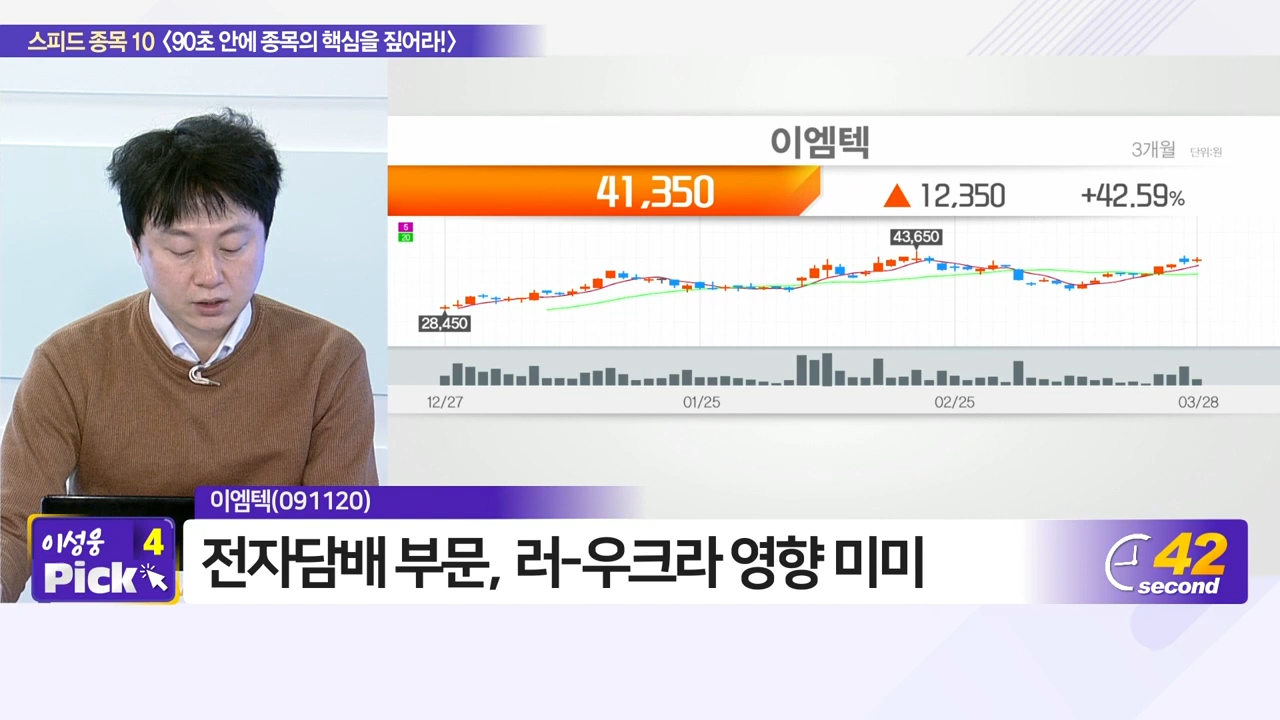 스피드 종목 10 <90초 안에 종목의 핵심을 짚어라!>
이엠텍
3개월 단위:원
41,350
▲ 12,350
+42.59%
5
20
43,650
28,450
12/27
01/25
02/25
03/28
이엠텍(091120)
이성웅 4
Pick
전자담배 부문, 러-우크라 영향 미미
42
second